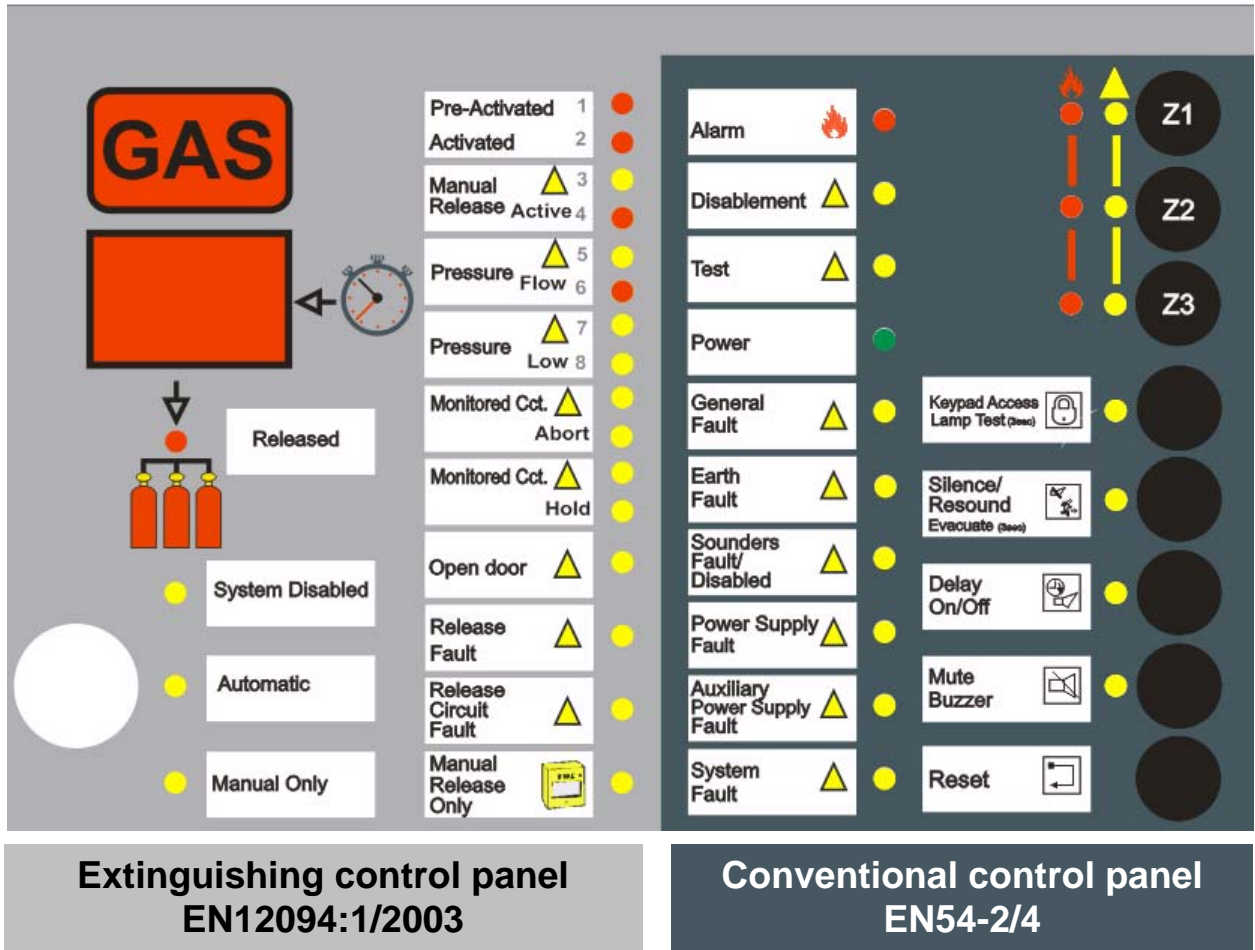 GAS
Released
System Disabled
Automatic
Manual Only
Pre-Activated 1
Activated 2
Manual 3
Release Active 4
Pressure 5
Flow 6
Pressure 7
Low 8
Monitored Cct.
Abort
Monitored Cct.
Hold
Open door
Release
Fault
Release
Circuit
Fault
Manual
Release
Only
Alarm
Disablement
Test
Power
General
Fault
Earth
Fault
Sounders
Fault/
Disabled
Power Supply
Fault
Auxiliary
Power Supply
Fault
System
Fault
Z1
Z2
Z3
Keypad Access
Lamp Test (3sec)
Silence/
Resound
Evacuate (3sec)
Delay
On/Off
Mute
Buzzer
Reset
Extinguishing control panel
EN12094:1/2003
Conventional control panel
EN54-2/4